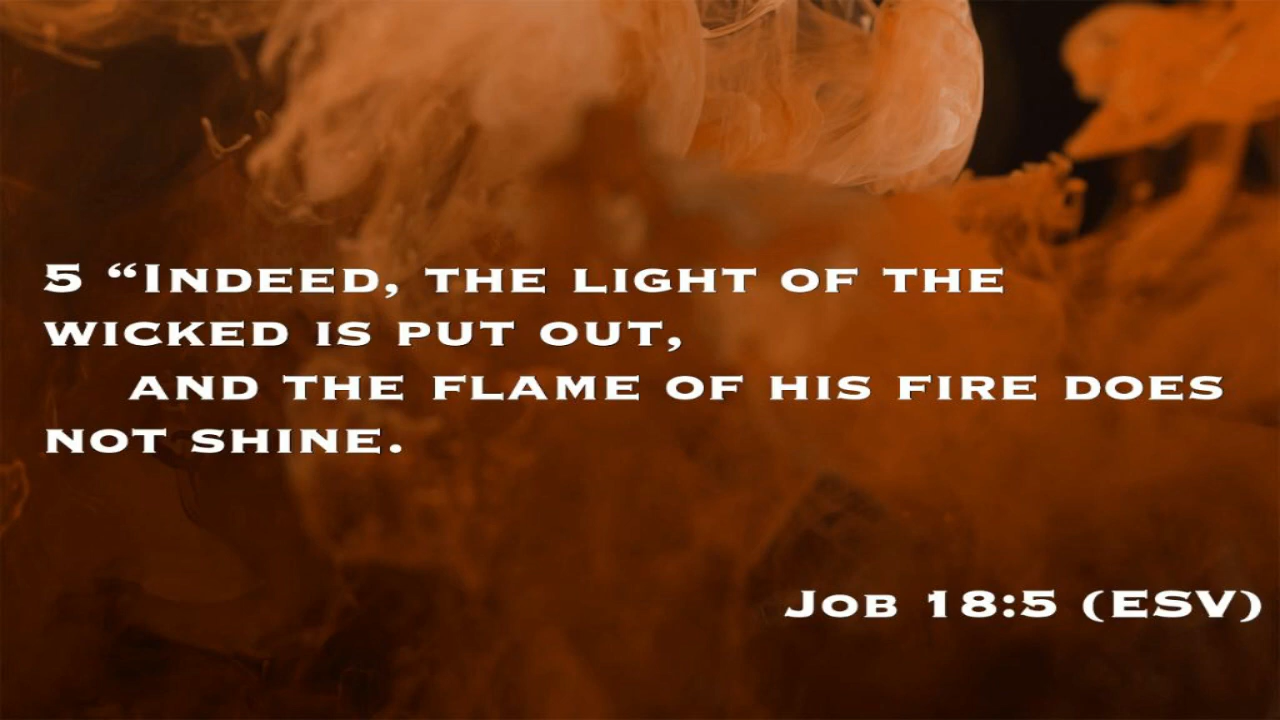 5 “Indeed, the light of the
wicked is put out,
and the flame of his fire does
not shine.
Job 18:5 (ESV)